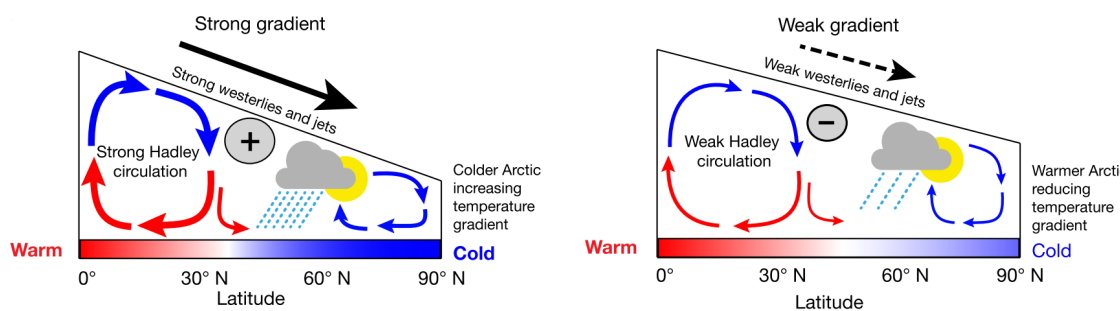 Strong gradient
Strong westerlies and jets
+
Strong Hadley
circulation
Colder Arctic
increasing
temperature
gradient
Warm
Cold
0°
30° N
60° N
90° N
Latitude
Weak gradient
Weak westerlies and jets
−
Weak Hadley
circulation
Warmer Arcti
reducing
temperature
gradient
Warm
Cold
0°
30° N
60° N
90° N
Latitude